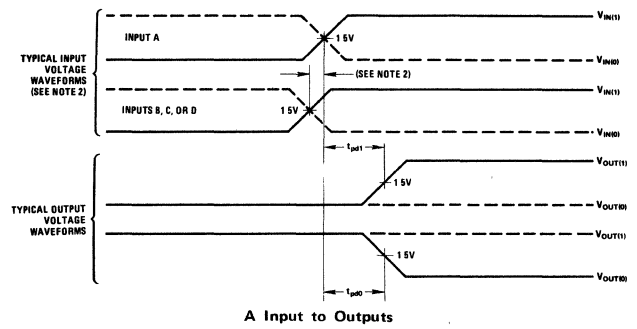 INPUT A
1 5V
V_IN(1)
V_IN(0)
TYPICAL INPUT
VOLTAGE
WAVEFORMS
(SEE NOTE 2)
(SEE NOTE 2)
INPUTS B, C, OR D
1 5V
V_IN(1)
V_IN(0)
t_pd1
V_OUT(1)
1 5V
V_OUT(0)
TYPICAL OUTPUT
VOLTAGE
WAVEFORMS
V_OUT(1)
1 5V
V_OUT(0)
t_pd0
A Input to Outputs